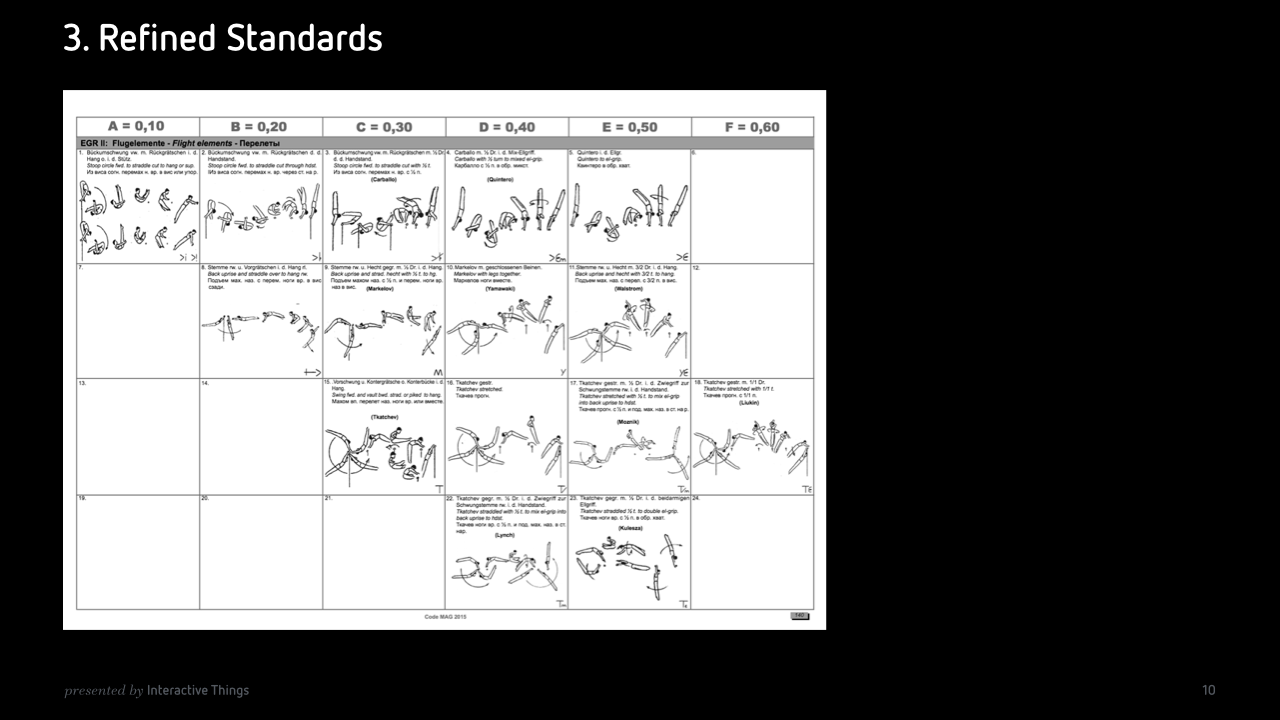 3. Refined Standards
A = 0,10
B = 0,20
C = 0,30
D = 0,40
E = 0,50
F = 0,60
EGR II: Flugelemente - Flight elements - Перелеты
1. Bückumschwung vw. m. Rückgrätschen i. d.
Hang o. i. d. Stütz.
Stoop circle fwd. to straddle cut to hang or sup.
Из виса согн. перемах н. вр. в вис или упор.
2. Bückumschwung vw. m. Rückgrätschen d. d.
Handstand.
Stoop circle fwd. to straddle cut through hdst.
Из виса согн. перемах н. вр. через ст. на р.
3. Bückumschwung vw. m. Rückgrätschen m. ½ Dr.
d. d. Handstand.
Stoop circle fwd. to straddle cut with ½ t.
Из виса согн. перемах н. вр. с ½ п.
(Carballo)
4. Carballo m. ½ Dr. i. d. Mix-Ellgriff.
Carballo with ½ turn to mixed el-grip.
Карбалло с ½ п. в обр. микст.
(Quintero)
5. Quintero i. d. Ellgr.
Quintero to el-grip.
Квинтеро в обр. хват.
6.
7.
8. Stemme rw. u. Vorgrätschen i. d. Hang rl.
Back uprise and straddle over to hang rw.
Подъем мах. наз. с перем. ноги вр. в вис
сзади.
9. Stemme rw. u. Hecht gegr. m. ½ Dr. i. d. Hang.
Back uprise and strad. hecht with ½ t. to hg.
Подъем махом наз. с ½ п. и перем. ноги вр.
наз в вис.
(Markelov)
10. Markelov m. geschlossenen Beinen.
Markelov with legs together.
Маркелов ноги вместе.
(Yamawaki)
11. Stemme rw. u. Hecht m. 3/2 Dr. i. d. Hang.
Back uprise and hecht with 3/2 t. to hang.
Подъем мах. наз. с перел. с 3/2 п. в вис.
(Walstrom)
12.
13.
14.
15. Vorschwung u. Kontergrätsche o. Konterbücke i. d.
Hang.
Swing fwd. and vault bwd. strad. or piked to hang.
Махом вп. перелет наз. ноги вр. или вместе.
(Tkatchev)
16. Tkatchev gestr.
Tkatchev stretched.
Ткачев прогн.
17. Tkatchev gestr. m. ½ Dr. i. d. Zwiegriff zur
Schwungstemme rw. i. d. Handstand.
Tkatchev stretched with ½ t. to mix el-grip
into back uprise to hdst.
Ткачев прогн. с ½ п. и под. мах. наз. в ст. на р.
(Moznik)
18. Tkatchev gestr. m. 1/1 Dr.
Tkatchev stretched with 1/1 t.
Ткачев прогн. с 1/1 п.
(Liukin)
19.
20.
21.
22. Tkatchev gegr. m. ½ Dr. i. d. Zwiegriff zur
Schwungstemme rw. i. d. Handstand.
Tkatchev straddled with ½ t. to mix el-grip into
back uprise to hdst.
Ткачев ноги вр. с ½ п. и под. мах. наз. в ст.
нар.
(Lynch)
23. Tkatchev gegr. m. ½ Dr. i. d. beidarmigen
Ellgriff.
Tkatchev straddled ½ t. to double el-grip.
Ткачев ноги вр. с ½ п. в обр. хват.
(Kulesza)
24.
Code MAG 2015
presented by Interactive Things
10